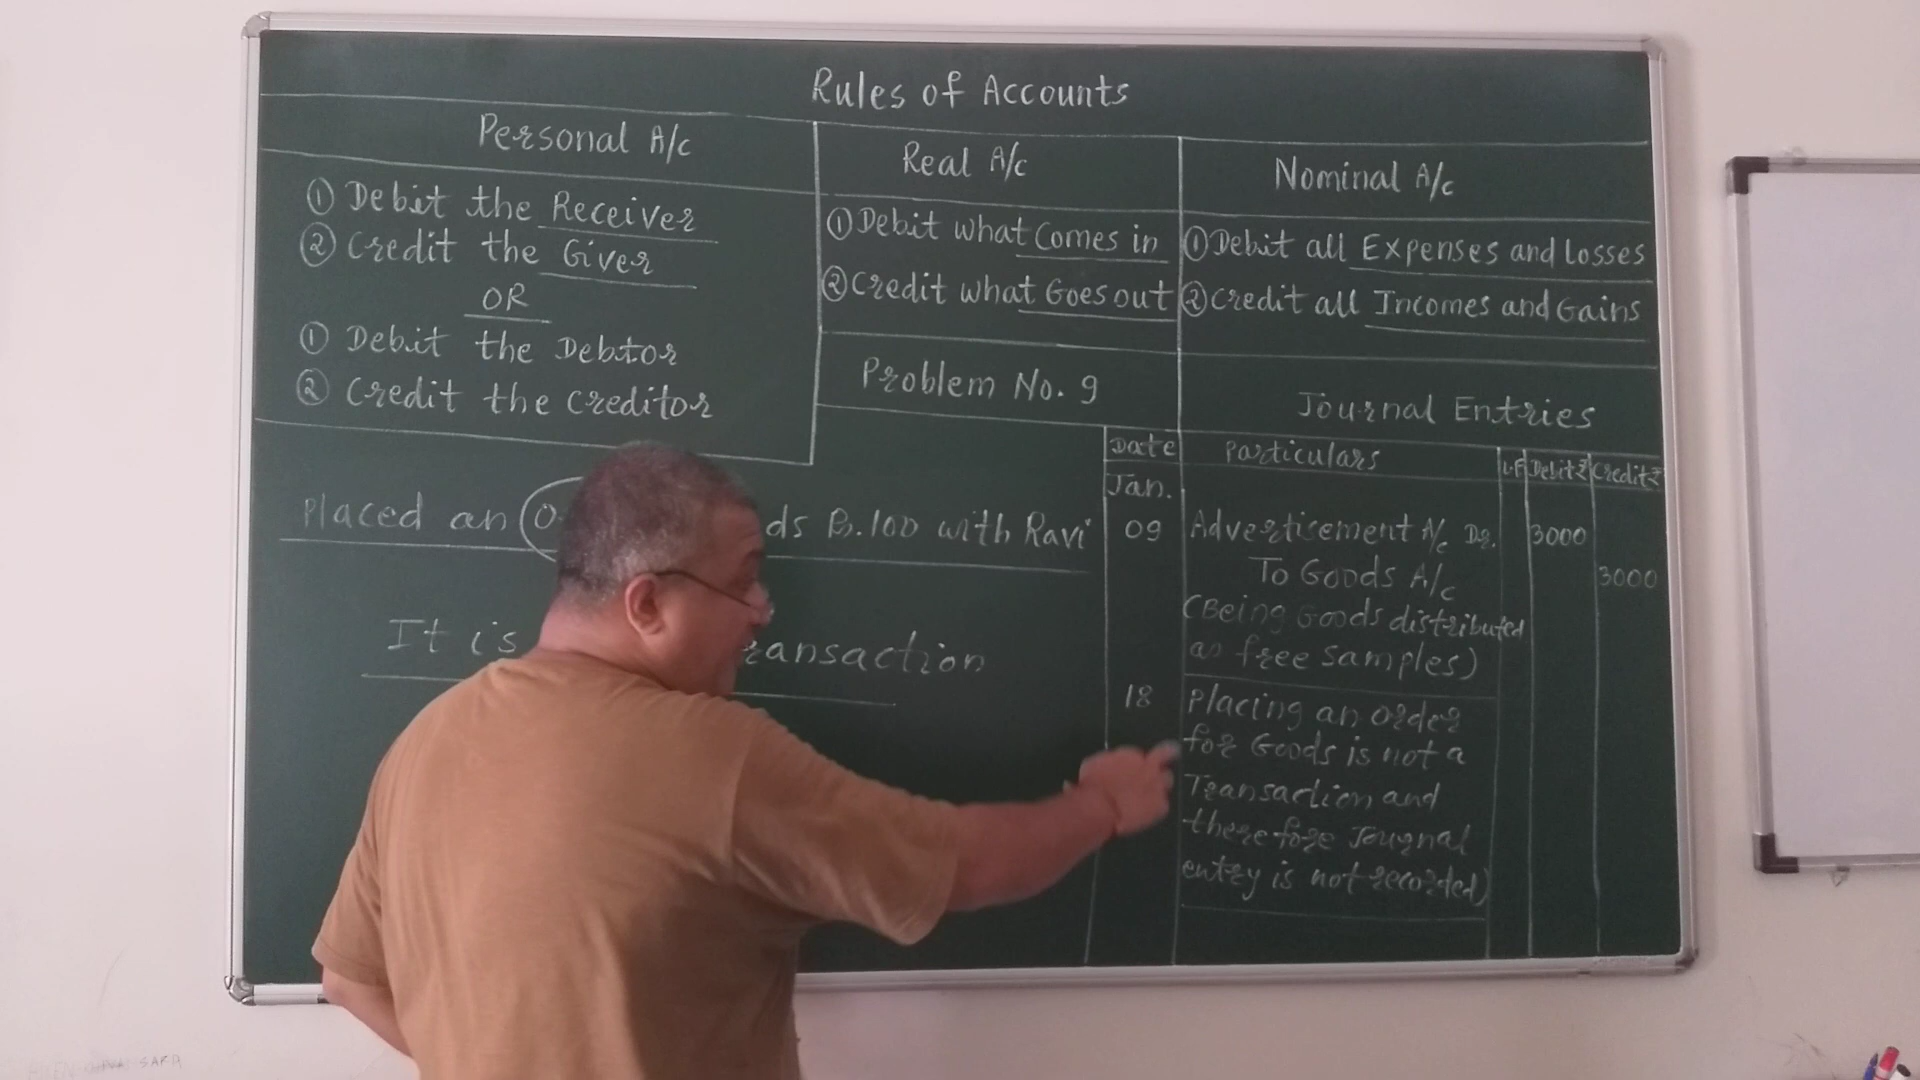 Rules of Accounts
Personal A/c
① Debit the Receiver
② Credit the Giver
OR
① Debit the Debtor
② Credit the Creditor
Real A/c
① Debit what Comes in
② Credit what Goes out
Nominal A/c
① Debit all Expenses and Losses
② Credit all Incomes and Gains
Problem No. 9
Placed an ds Rs. 100 with Ravi
It is ransaction
Journal Entries
Date Particulars L.F Debit₹ Credit₹
Jan.
09 Advertisement A/c Dr. 3000
To Goods A/c 3000
(Being Goods distributed
as free samples)
18 Placing an order
for Goods is not a
Transaction and
therefore Journal
entry is not recorded)